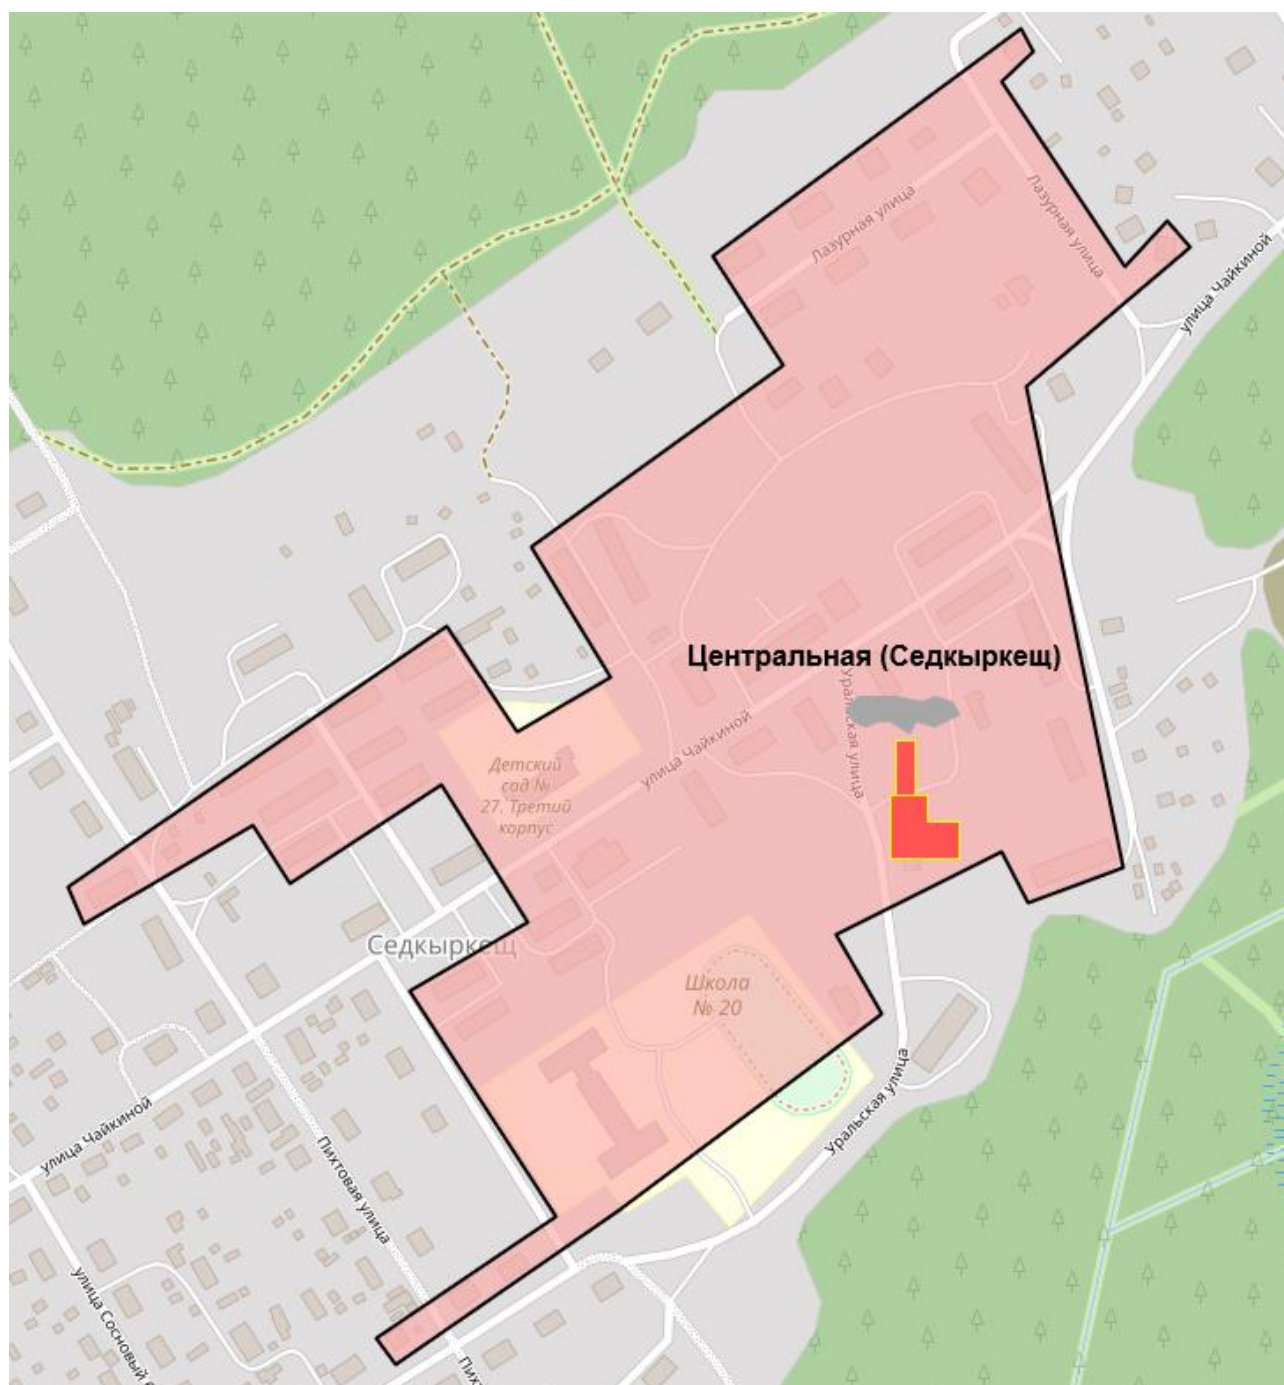 Лазурная улица
Лазурная улица
улица Чайкиной
Центральная (Седкыркещ)
Уральская улица
улица Чайкиной
Детский
сад №
27. Третий
корпус
Седкыркещ
Школа
№ 20
Уральская улица
улица Чайкиной
Пихтовая улица
улица Сосновый